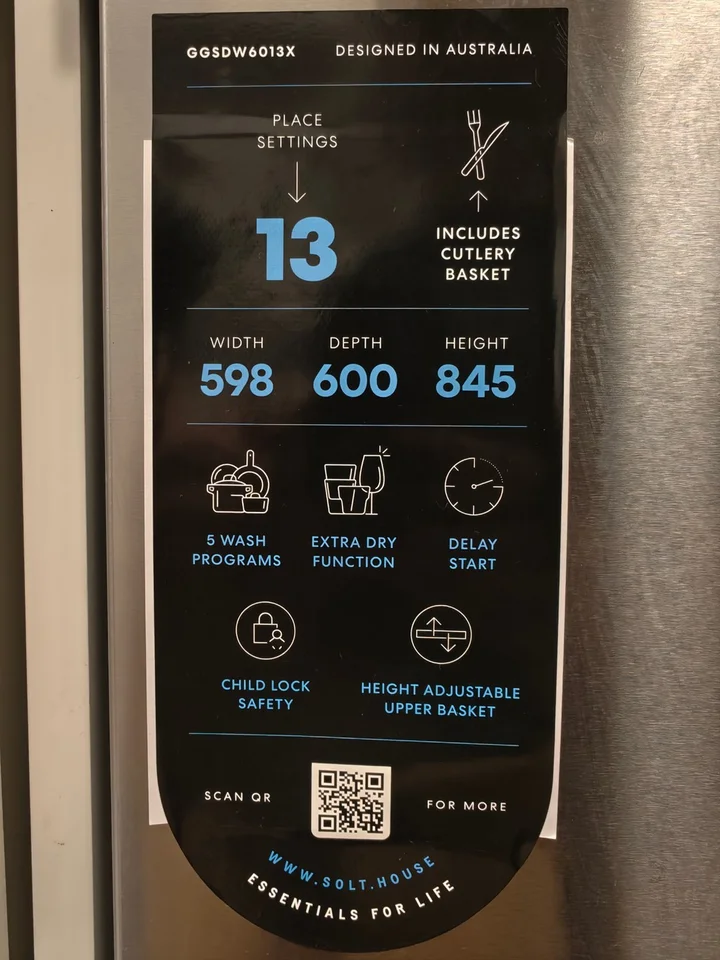 GGSDW6013X DESIGNED IN AUSTRALIA
PLACE
SETTINGS
13
INCLUDES
CUTLERY
BASKET
WIDTH DEPTH HEIGHT
598 600 845
5 WASH
PROGRAMS
EXTRA DRY
FUNCTION
DELAY
START
CHILD LOCK
SAFETY
HEIGHT ADJUSTABLE
UPPER BASKET
SCAN QR FOR MORE
WWW.SOLT.HOUSE
ESSENTIALS FOR LIFE